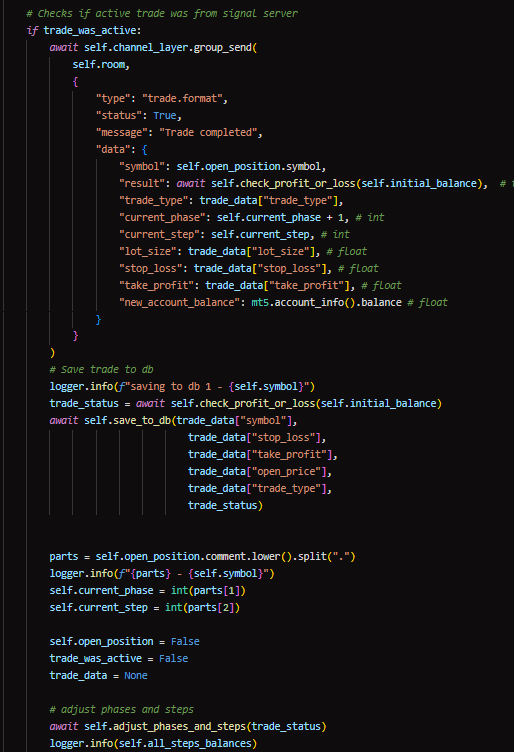 # Checks if active trade was from signal server
if trade_was_active:
await self.channel_layer.group_send(
self.room,
{
"type": "trade.format",
"status": True,
"message": "Trade completed",
"data": {
"symbol": self.open_position.symbol,
"result": await self.check_profit_or_loss(self.initial_balance), #
"trade_type": trade_data["trade_type"],
"current_phase": self.current_phase + 1, # int
"current_step": self.current_step, # int
"lot_size": trade_data["lot_size"], # float
"stop_loss": trade_data["stop_loss"], # float
"take_profit": trade_data["take_profit"], # float
"new_account_balance": mt5.account_info().balance # float
}
}
)
# Save trade to db
logger.info(f"saving to db 1 - {self.symbol}")
trade_status = await self.check_profit_or_loss(self.initial_balance)
await self.save_to_db(trade_data["symbol"],
trade_data["stop_loss"],
trade_data["take_profit"],
trade_data["open_price"],
trade_data["trade_type"],
trade_status)
parts = self.open_position.comment.lower().split(".")
logger.info(f"{parts} - {self.symbol}")
self.current_phase = int(parts[1])
self.current_step = int(parts[2])
self.open_position = False
trade_was_active = False
trade_data = None
# adjust phases and steps
await self.adjust_phases_and_steps(trade_status)
logger.info(self.all_steps_balances)